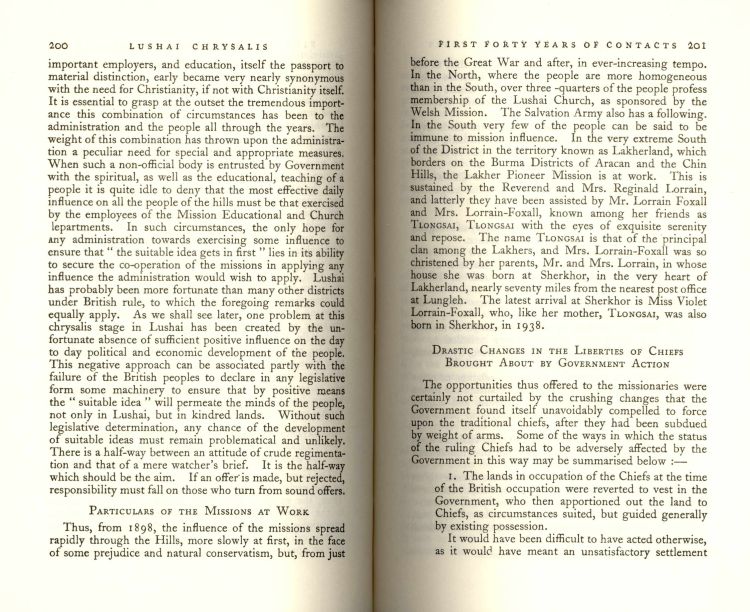 200 LUSHAI CHRYSALIS
important employers, and education, itself the passport to
material distinction, early became very nearly synonymous
with the need for Christianity, if not with Christianity itself.
It is essential to grasp at the outset the tremendous import-
ance this combination of circumstances has been to the
administration and the people all through the years. The
weight of this combination has thrown upon the administra-
tion a peculiar need for special and appropriate measures.
When such a non-official body is entrusted by Government
with the spiritual, as well as the educational, teaching of a
people it is quite idle to deny that the most effective daily
influence on all the people of the hills must be that exercised
by the employees of the Mission Educational and Church
lepartments. In such circumstances, the only hope for
any administration towards exercising some influence to
ensure that " the suitable idea gets in first " lies in its ability
to secure the co-operation of the missions in applying any
influence the administration would wish to apply. Lushai
has probably been more fortunate than many other districts
under British rule, to which the foregoing remarks could
equally apply. As we shall see later, one problem at this
chrysalis stage in Lushai has been created by the un-
fortunate absence of sufficient positive influence on the day
to day political and economic development of the people.
This negative approach can be associated partly with the
failure of the British peoples to declare in any legislative
form some machinery to ensure that by positive means
the " suitable idea " will permeate the minds of the people,
not only in Lushai, but in kindred lands. Without such
legislative determination, any chance of the development
of suitable ideas must remain problematical and unlikely.
There is a half-way between an attitude of crude regimenta-
tion and that of a mere watcher's brief. It is the half-way
which should be the aim. If an offer is made, but rejected,
responsibility must fall on those who turn from sound offers.
PARTICULARS OF THE MISSIONS AT WORK
Thus, from 1898, the influence of the missions spread
rapidly through the Hills, more slowly at first, in the face
of some prejudice and natural conservatism, but, from just
FIRST FORTY YEARS OF CONTACTS 201
before the Great War and after, in ever-increasing tempo.
In the North, where the people are more homogeneous
than in the South, over three -quarters of the people profess
membership of the Lushai Church, as sponsored by the
Welsh Mission. The Salvation Army also has a following.
In the South very few of the people can be said to be
immune to mission influence. In the very extreme South
of the District in the territory known as Lakherland, which
borders on the Burma Districts of Aracan and the Chin
Hills, the Lakher Pioneer Mission is at work. This is
sustained by the Reverend and Mrs. Reginald Lorrain,
and latterly they have been assisted by Mr. Lorrain Foxall
and Mrs. Lorrain-Foxall, known among her friends as
TLONGSAI, TLONGSAI with the eyes of exquisite serenity
and repose. The name TLONGSAI is that of the principal
clan among the Lakhers, and Mrs. Lorrain-Foxall was so
christened by her parents, Mr. and Mrs. Lorrain, in whose
house she was born at Sherkhor, in the very heart of
Lakherland, nearly seventy miles from the nearest post office
at Lungleh. The latest arrival at Sherkhor is Miss Violet
Lorrain-Foxall, who, like her mother, TLONGSAI, was also
born in Sherkhor, in 1938.
DRASTIC CHANGES IN THE LIBERTIES OF CHIEFS
BROUGHT ABOUT BY GOVERNMENT ACTION
The opportunities thus offered to the missionaries were
certainly not curtailed by the crushing changes that the
Government found itself unavoidably compelled to force
upon the traditional chiefs, after they had been subdued
by weight of arms. Some of the ways in which the status
of the ruling Chiefs had to be adversely affected by the
Government in this way may be summarised below :—
1. The lands in occupation of the Chiefs at the time
of the British occupation were reverted to vest in the
Government, who then apportioned out the land to
Chiefs, as circumstances suited, but guided generally
by existing possession.
It would have been difficult to have acted otherwise,
as it would have meant an unsatisfactory settlement